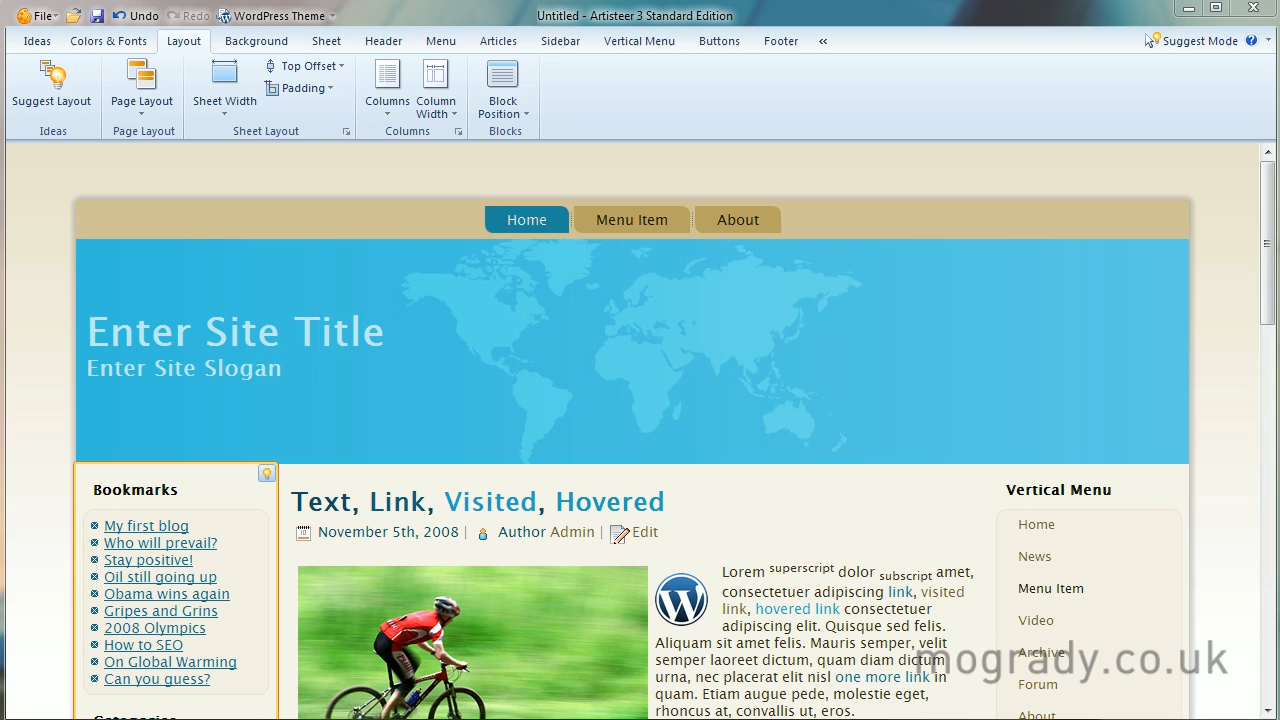 File Undo Redo WordPress Theme Untitled - Artisteer 3 Standard Edition
Ideas Colors & Fonts Layout Background Sheet Header Menu Articles Sidebar Vertical Menu Buttons Footer « Suggest Mode ?
Suggest Layout
Ideas
Page Layout
Page Layout
Sheet Width
Top Offset
Padding
Sheet Layout
Columns
Column Width
Columns
Block Position
Blocks
Home Menu Item About
Enter Site Title
Enter Site Slogan
Bookmarks
My first blog
Who will prevail?
Stay positive!
Oil still going up
Obama wins again
Gripes and Grins
2008 Olympics
How to SEO
On Global Warming
Can you guess?
Categories
Text, Link, Visited, Hovered
November 5th, 2008 | Author Admin | Edit
Lorem superscript dolor subscript amet,
consectetuer adipiscing link, visited
link, hovered link consectetuer
adipiscing elit. Quisque sed felis.
Aliquam sit amet felis. Mauris semper, velit
semper laoreet dictum, quam diam dictum
urna, nec placerat elit nisl one more link in
quam. Etiam augue pede, molestie eget,
rhoncus at, convallis ut, eros.
Vertical Menu
Home
News
Menu Item
Video
Archive
Forum
About
mogrady.co.uk